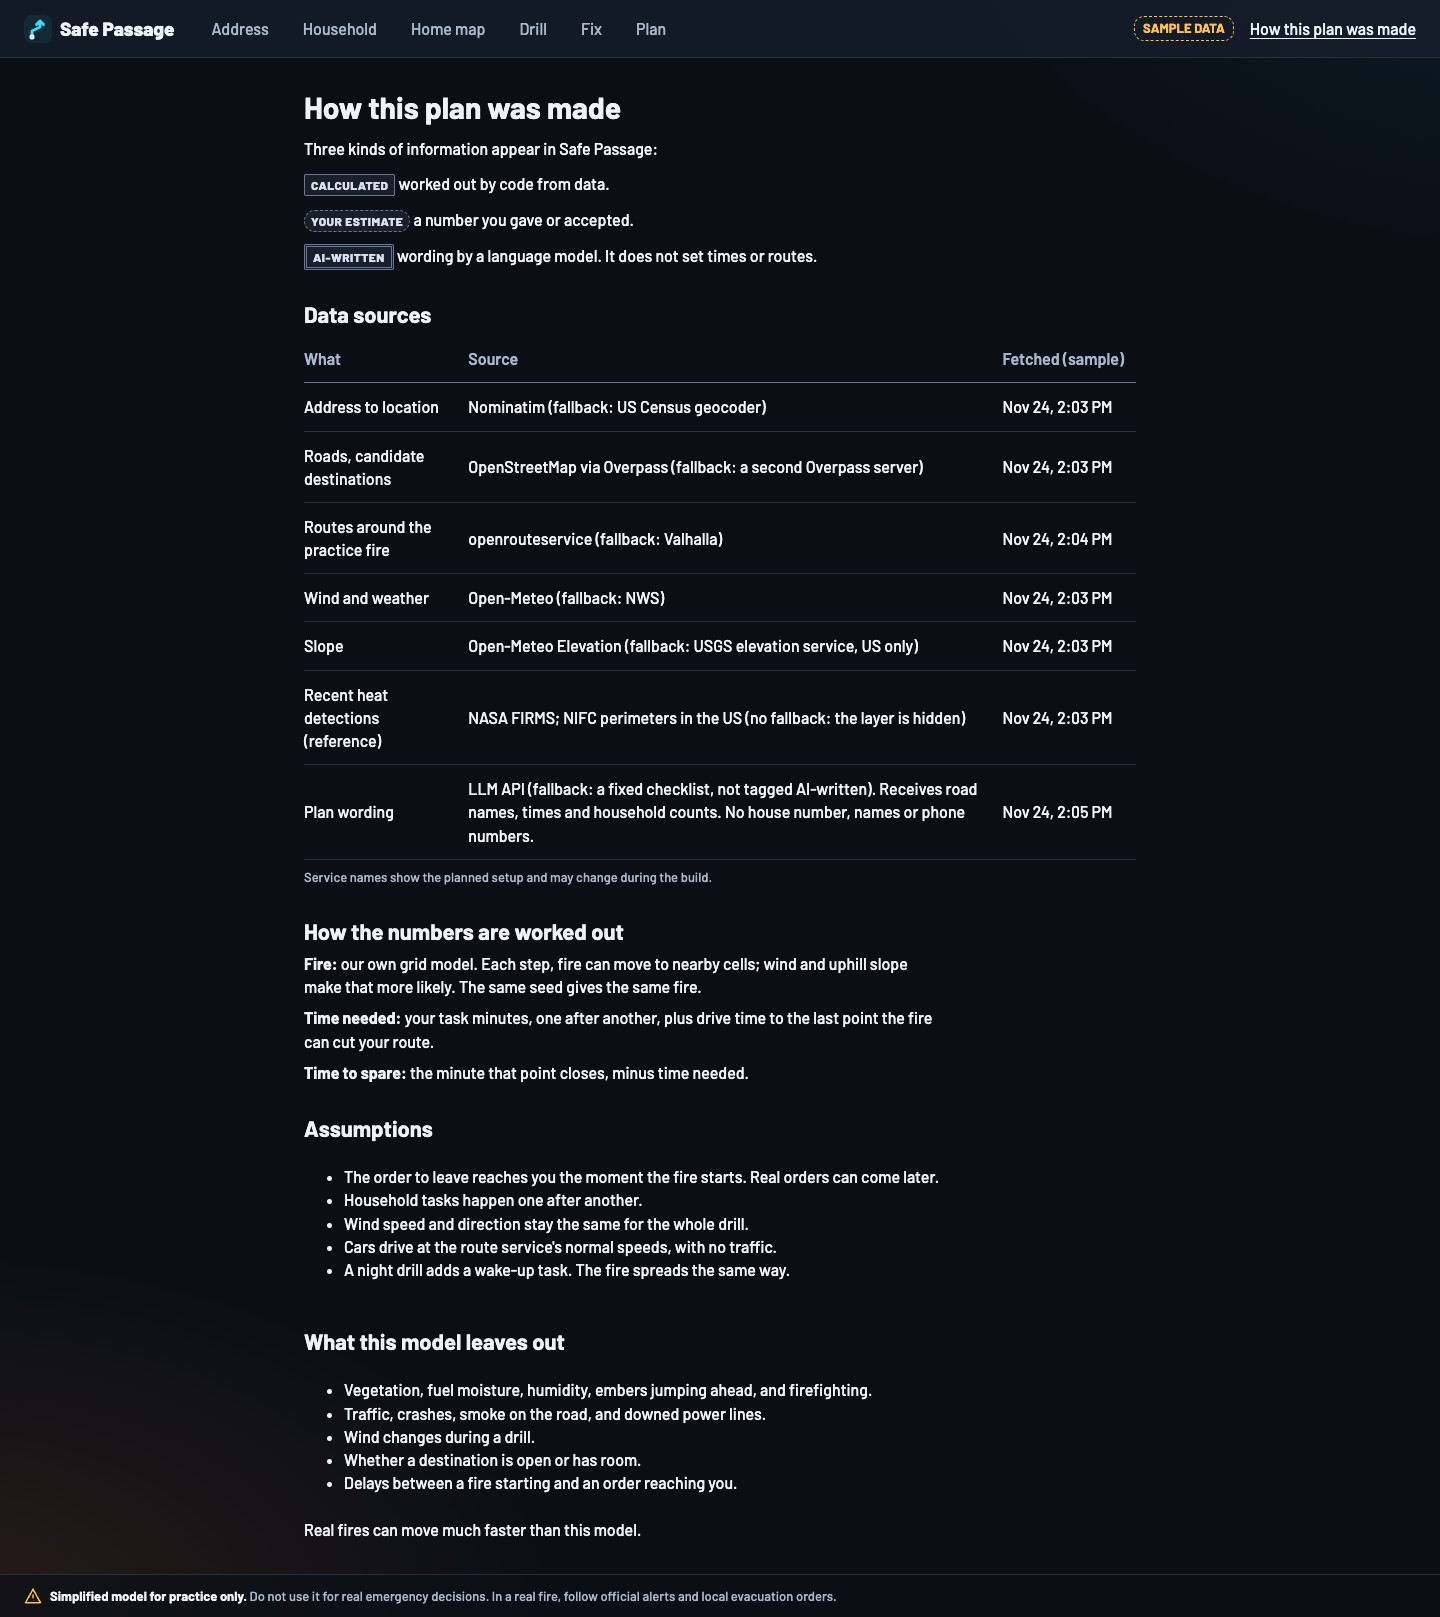 Safe Passage Address Household Home map Drill Fix Plan SAMPLE DATA How this plan was made
How this plan was made
Three kinds of information appear in Safe Passage:
CALCULATED worked out by code from data.
YOUR ESTIMATE a number you gave or accepted.
AI-WRITTEN wording by a language model. It does not set times or routes.
Data sources
What Source Fetched (sample)
Address to location Nominatim (fallback: US Census geocoder) Nov 24, 2:03 PM
Roads, candidate
destinations
OpenStreetMap via Overpass (fallback: a second Overpass server) Nov 24, 2:03 PM
Routes around the
practice fire
openrouteservice (fallback: Valhalla) Nov 24, 2:04 PM
Wind and weather Open-Meteo (fallback: NWS) Nov 24, 2:03 PM
Slope Open-Meteo Elevation (fallback: USGS elevation service, US only) Nov 24, 2:03 PM
Recent heat
detections
(reference)
NASA FIRMS; NIFC perimeters in the US (no fallback: the layer is hidden) Nov 24, 2:03 PM
Plan wording
LLM API (fallback: a fixed checklist, not tagged AI-written). Receives road
names, times and household counts. No house number, names or phone
numbers.
Nov 24, 2:05 PM
Service names show the planned setup and may change during the build.
How the numbers are worked out
Fire: our own grid model. Each step, fire can move to nearby cells; wind and uphill slope
make that more likely. The same seed gives the same fire.
Time needed: your task minutes, one after another, plus drive time to the last point the fire
can cut your route.
Time to spare: the minute that point closes, minus time needed.
Assumptions
• The order to leave reaches you the moment the fire starts. Real orders can come later.
• Household tasks happen one after another.
• Wind speed and direction stay the same for the whole drill.
• Cars drive at the route service's normal speeds, with no traffic.
• A night drill adds a wake-up task. The fire spreads the same way.
What this model leaves out
• Vegetation, fuel moisture, humidity, embers jumping ahead, and firefighting.
• Traffic, crashes, smoke on the road, and downed power lines.
• Wind changes during a drill.
• Whether a destination is open or has room.
• Delays between a fire starting and an order reaching you.
Real fires can move much faster than this model.
Simplified model for practice only. Do not use it for real emergency decisions. In a real fire, follow official alerts and local evacuation orders.